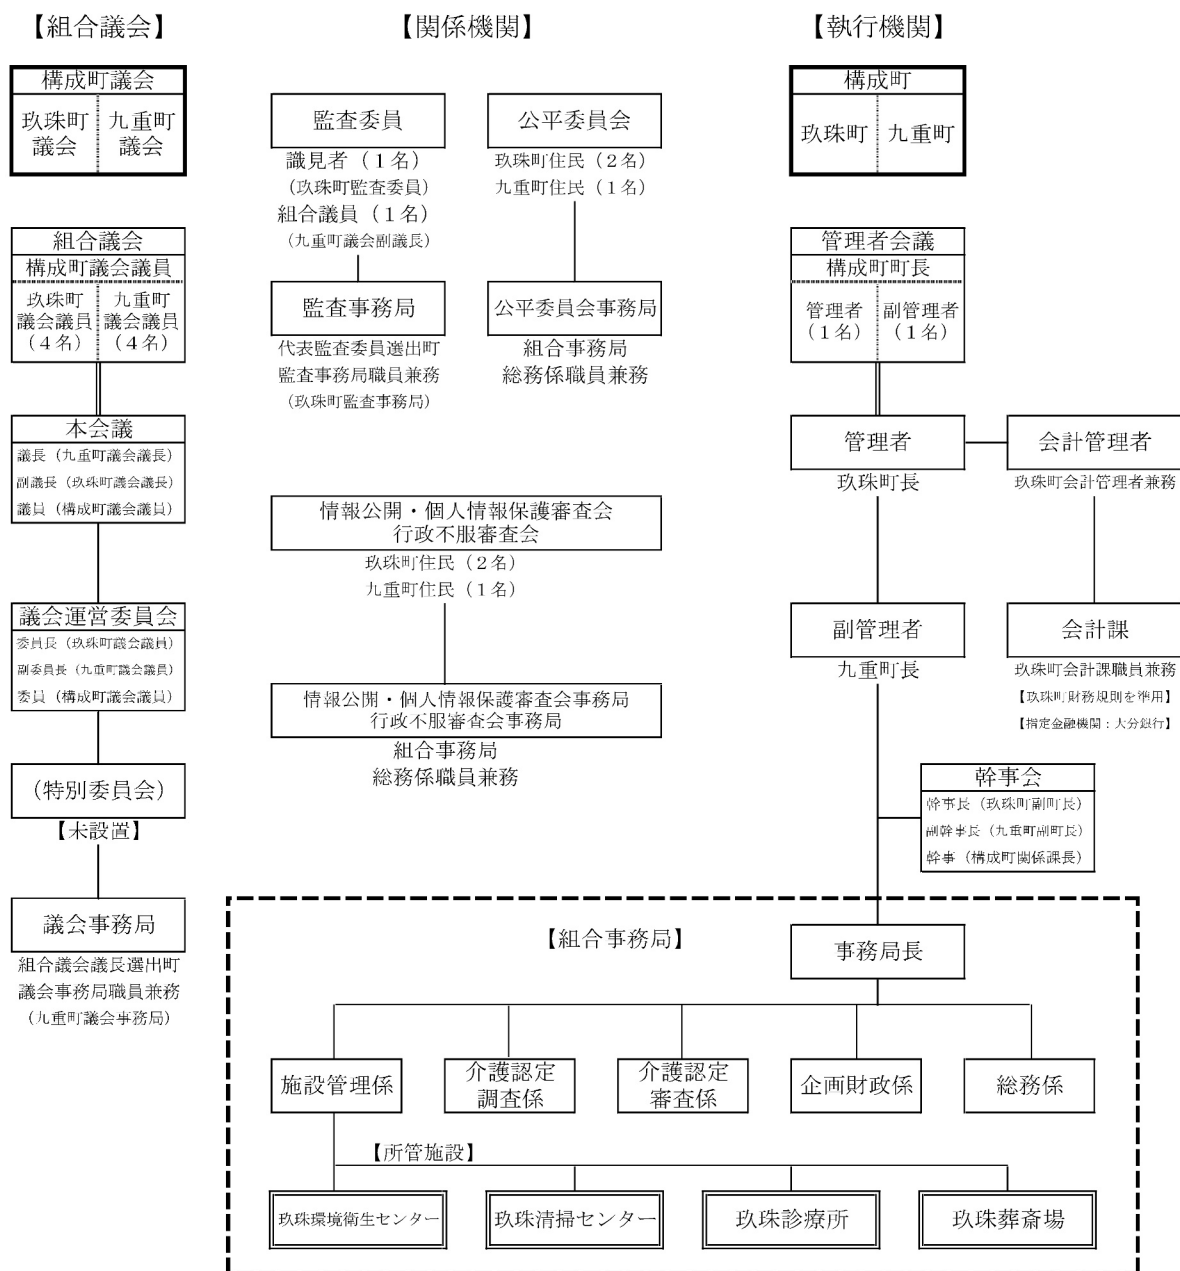 【組合議会】
構成町議会
玖珠町
議会
九重町
議会
組合議会
構成町議会議員
玖珠町
議会議員
(4名)
九重町
議会議員
(4名)
本会議
議長(九重町議会議長)
副議長(玖珠町議会議長)
議員(構成町議会議員)
議会運営委員会
委員長(玖珠町議会議員)
副委員長(九重町議会議員)
委員(構成町議会議員)
(特別委員会)
【未設置】
議会事務局
組合議会議長選出町
議会事務局職員兼務
(九重町議会事務局)
【関係機関】
監査委員
識見者(1名)
(玖珠町監査委員)
組合議員(1名)
(九重町議会副議長)
監査事務局
代表監査委員選出町
監査事務局職員兼務
(玖珠町監査事務局)
公平委員会
玖珠町住民(2名)
九重町住民(1名)
公平委員会事務局
組合事務局
総務係職員兼務
情報公開・個人情報保護審査会
行政不服審査会
玖珠町住民(2名)
九重町住民(1名)
情報公開・個人情報保護審査会事務局
行政不服審査会事務局
組合事務局
総務係職員兼務
【執行機関】
構成町
玖珠町
九重町
管理者会議
構成町町長
管理者
(1名)
副管理者
(1名)
管理者
玖珠町長
会計管理者
玖珠町会計管理者兼務
副管理者
九重町長
会計課
玖珠町会計課職員兼務
【玖珠町財務規則を準用】
【指定金融機関:大分銀行】
幹事会
幹事長(玖珠町副町長)
副幹事長(九重町副町長)
幹事(構成町関係課長)
【組合事務局】
事務局長
施設管理係
介護認定
調査係
介護認定
審査係
企画財政係
総務係
【所管施設】
玖珠環境衛生センター
玖珠清掃センター
玖珠診療所
玖珠葬斎場